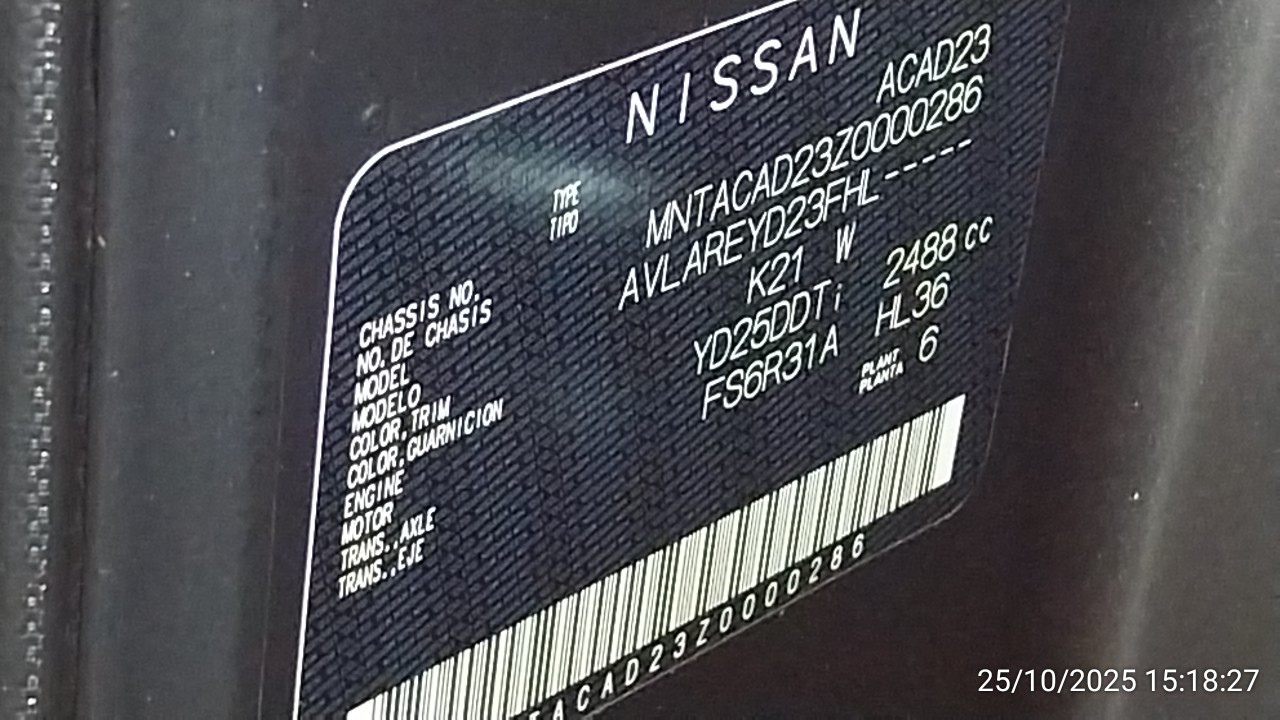 NISSAN
TYPE ACAD23
TIPO
CHASSIS NO. MNTACAD23Z0000286
NO. DE CHASIS
MODEL AVLAREYD23FHL-----
MODELO
COLOR, TRIM K21 W
COLOR, GUARNICION
ENGINE YD25DDTi 2488 cc
MOTOR
TRANS., AXLE FS6R31A HL36
TRANS., EJE
PLANT 6
PLANTA
TACAD23Z0000286
25/10/2025 15:18:27